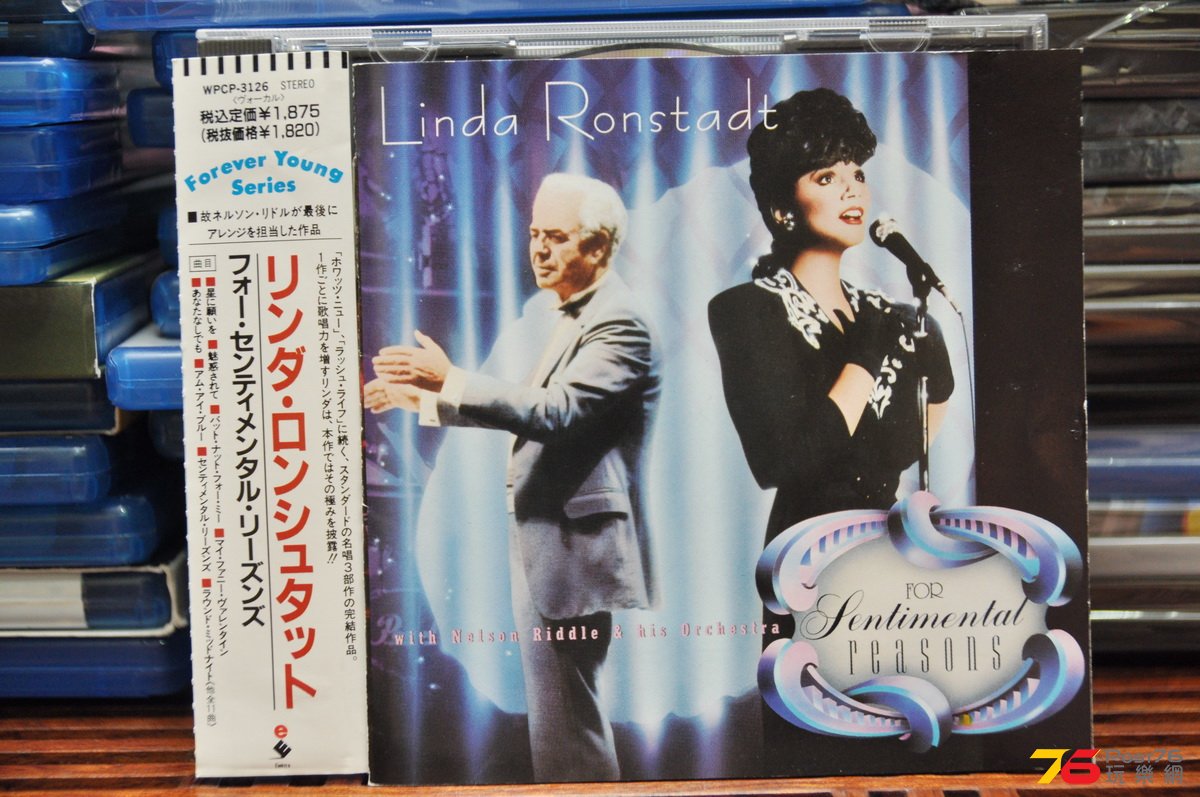 WPCP-3126 STEREO
〈ヴォーカル〉
税込定価¥1,875
(税抜価格¥1,820)
Forever Young
Series
■故ネルソン・リドルが最後に
アレンジを担当した作品
「ホワッツ・ニュー」、「ラッシュ・ライフ」に続く、スタンダードの名唱3部作の完結作品。
1作ごとに歌唱力を増すリンダは、本作ではその極みを披露!!
リンダ・ロンシュタット
フォー・センティメンタル・リーズンズ
曲目
■星に願いを ■魅惑されて ■バット・ナット・フォー・ミー ■マイ・ファニー・ヴァレンタイン
■あなたなしでも ■アム・アイ・ブルー ■センティメンタル・リーズンズ ■ラウンド・ミッドナイト(他全11曲)
Linda Ronstadt
with Nelson Riddle & his Orchestra
FOR
Sentimental
reasons
76
Post76
玩樂網